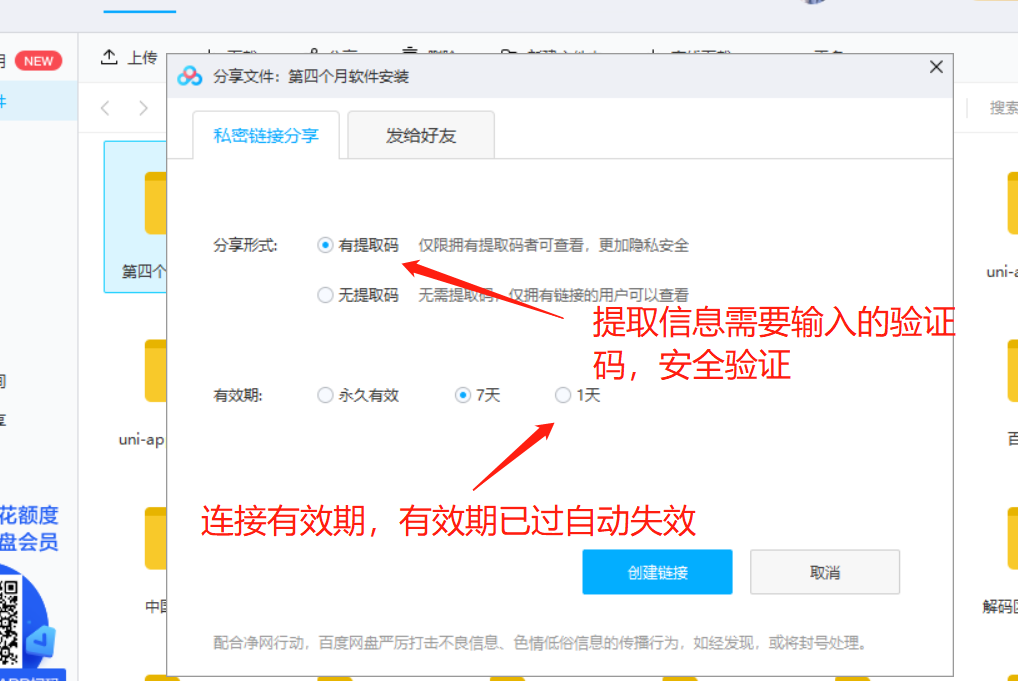 NEW
上传
分享文件：第四个月软件安装
搜索
私密链接分享
发给好友
分享形式:
有提取码
仅限拥有提取码者可查看，更加隐私安全
无提取码
无需提取码，仅拥有链接的用户可以查看
提取信息需要输入的验证
码，安全验证
第四个
uni-a
有效期:
永久有效
7天
1天
uni-ap
百
连接有效期，有效期已过自动失效
花额度
盘会员
创建链接
取消
中国
解码
配合净网行动，百度网盘严厉打击不良信息、色情低俗信息的传播行为，如经发现，或将封号处理。